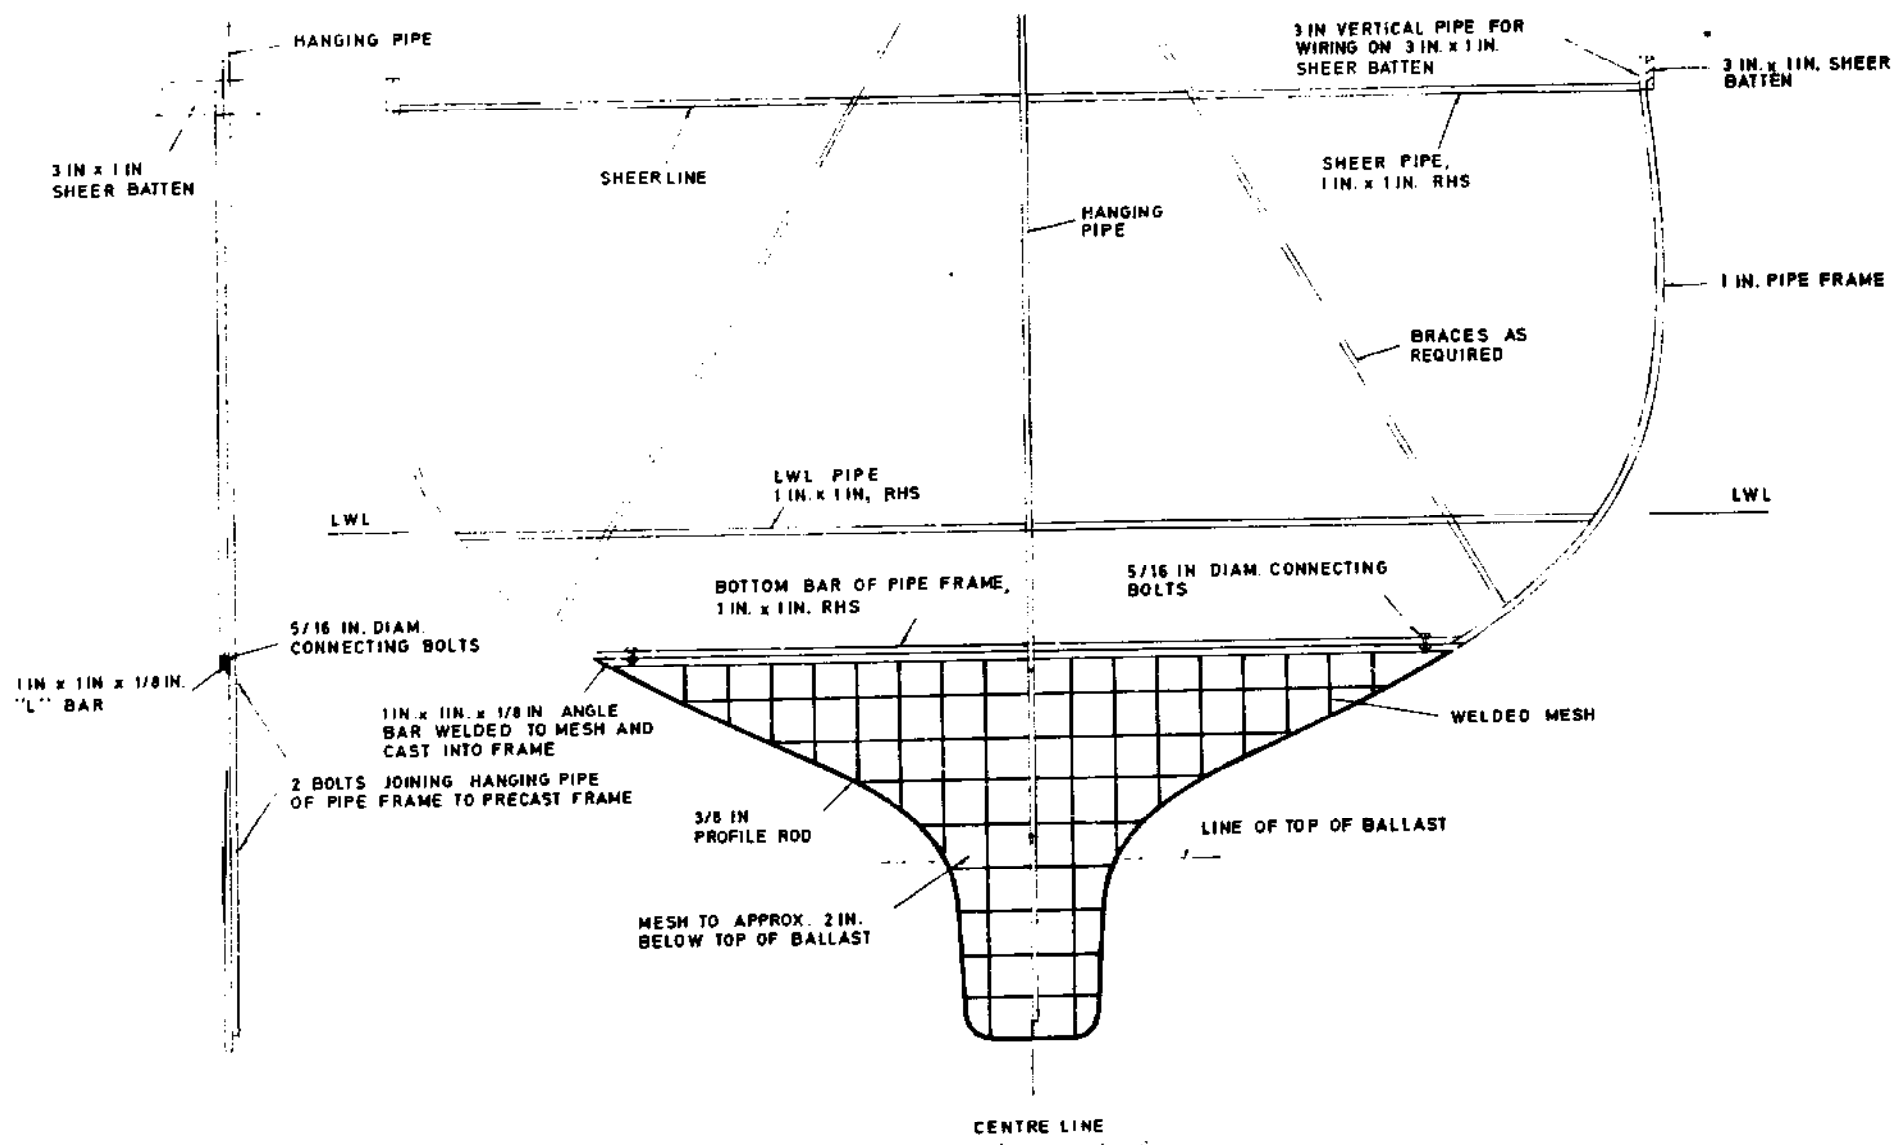 HANGING PIPE
3 IN VERTICAL PIPE FOR
WIRING ON 3 IN. x 1 IN.
SHEER BATTEN
3 IN. x 1 IN. SHEER
BATTEN
3 IN x 1 IN
SHEER BATTEN
SHEERLINE
SHEER PIPE,
1 IN. x 1 IN. RHS
HANGING
PIPE
1 IN. PIPE FRAME
BRACES AS
REQUIRED
LWL PIPE
1 IN. x 1 IN, RHS
LWL
LWL
5/16 IN DIAM. CONNECTING
BOLTS
BOTTOM BAR OF PIPE FRAME,
1 IN. x 1 IN. RHS
5/16 IN. DIAM.
CONNECTING BOLTS
1 IN x 1 IN x 1/8 IN.
"L" BAR
1 IN. x 1 IN. x 1/8 IN ANGLE
BAR WELDED TO MESH AND
CAST INTO FRAME
WELDED MESH
2 BOLTS JOINING HANGING PIPE
OF PIPE FRAME TO PRECAST FRAME
3/8 IN
PROFILE ROD
LINE OF TOP OF BALLAST
MESH TO APPROX. 2 IN.
BELOW TOP OF BALLAST
CENTRE LINE